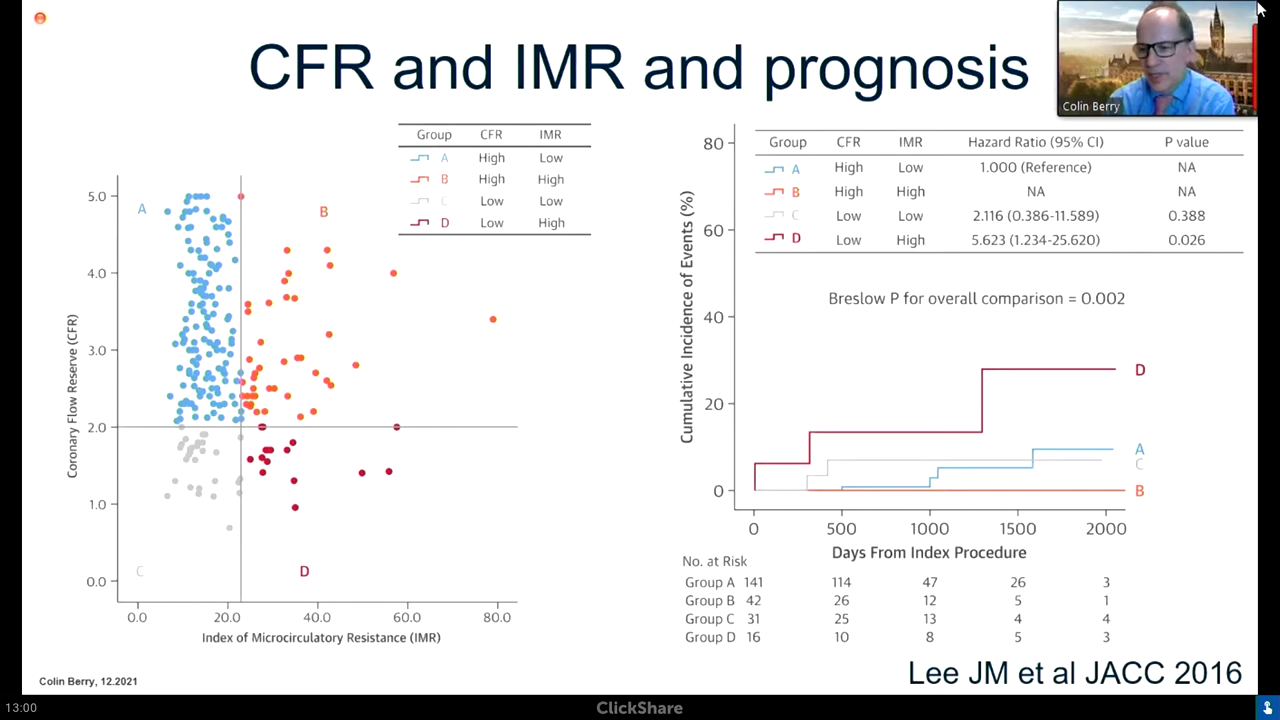 CFR and IMR and prognosis
Colin Berry
Group CFR IMR
A High Low
B High High
C Low Low
D Low High
5.0
4.0
3.0
2.0
1.0
0.0
Coronary Flow Reserve (CFR)
A
B
C
D
0.0 20.0 40.0 60.0 80.0
Index of Microcirculatory Resistance (IMR)
Group CFR IMR Hazard Ratio (95% CI) P value
A High Low 1.000 (Reference) NA
B High High NA NA
C Low Low 2.116 (0.386-11.589) 0.388
D Low High 5.623 (1.234-25.620) 0.026
Breslow P for overall comparison = 0.002
80
60
40
20
0
Cumulative Incidence of Events (%)
D
A
C
B
0 500 1000 1500 2000
Days From Index Procedure
No. at Risk
Group A 141 114 47 26 3
Group B 42 26 12 5 1
Group C 31 25 13 4 4
Group D 16 10 8 5 3
Lee JM et al JACC 2016
Colin Berry, 12.2021
13:00
ClickShare